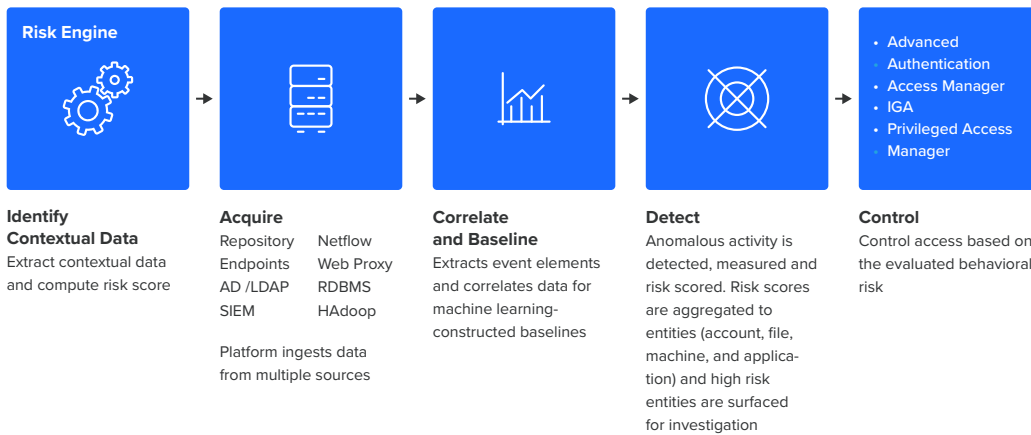 Risk Engine
• Advanced
• Authentication
• Access Manager
• IGA
• Privileged Access
• Manager
Identify
Contextual Data
Extract contextual data
and compute risk score
Acquire
Repository Netflow
Endpoints Web Proxy
AD /LDAP RDBMS
SIEM HAdoop
Platform ingests data
from multiple sources
Correlate
and Baseline
Extracts event elements
and correlates data for
machine learning-
constructed baselines
Detect
Anomalous activity is
detected, measured and
risk scored. Risk scores
are aggregated to
entities (account, file,
machine, and applica-
tion) and high risk
entities are surfaced
for investigation
Control
Control access based on
the evaluated behavioral
risk